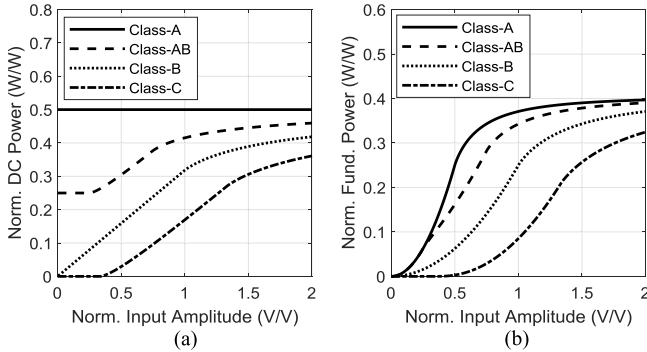 Norm. DC Power (W/W)
0.8
0.7
0.6
0.5
0.4
0.3
0.2
0.1
0
Class-A
Class-AB
Class-B
Class-C
0 0.5 1 1.5 2
Norm. Input Amplitude (V/V)
(a)
Norm. Fund. Power (W/W)
0.6
0.5
0.4
0.3
0.2
0.1
0
Class-A
Class-AB
Class-B
Class-C
0 0.5 1 1.5 2
Norm. Input Amplitude (V/V)
(b)